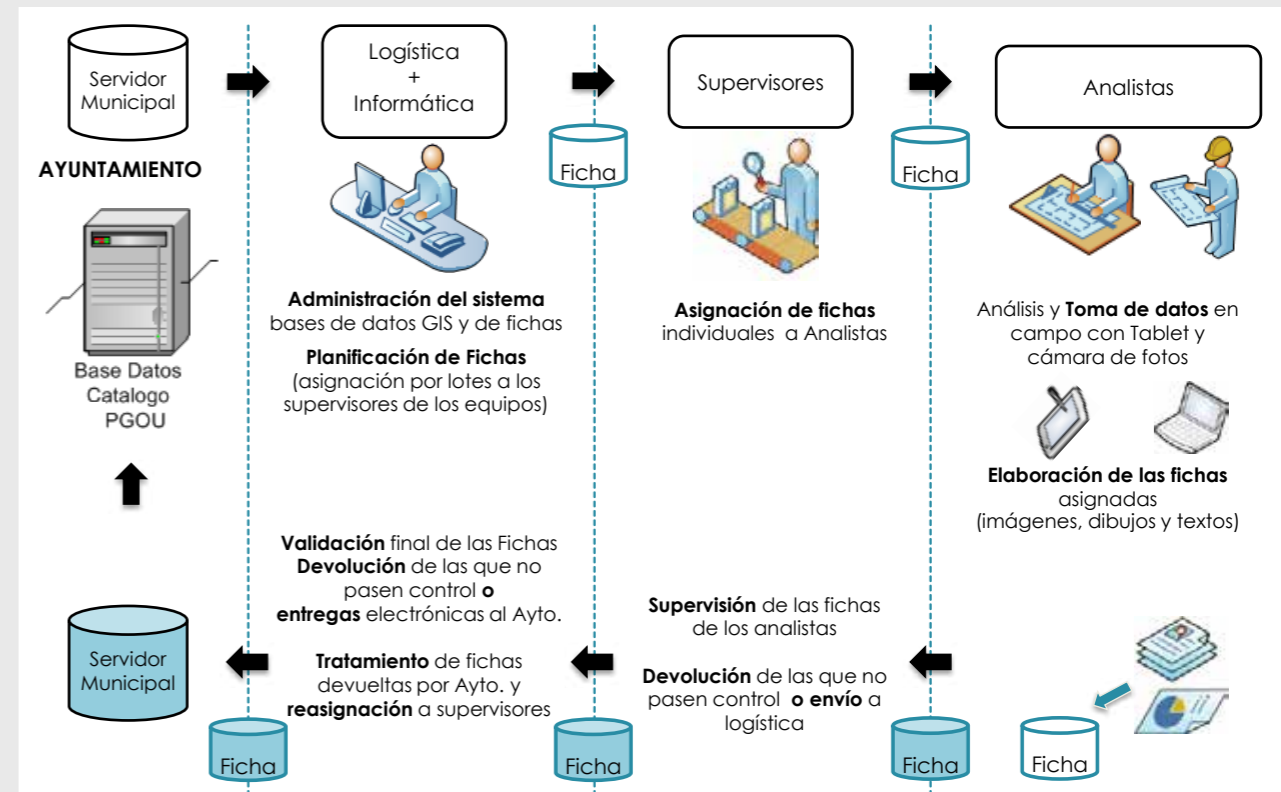 Servidor
Municipal
AYUNTAMIENTO
Base Datos
Catalogo
PGOU
Logística
+
Informática
Administración del sistema
bases de datos GIS y de fichas
Planificación de Fichas
(asignación por lotes a los
supervisores de los equipos)
Ficha
Supervisores
Asignación de fichas
individuales a Analistas
Ficha
Analistas
Análisis y Toma de datos en
campo con Tablet y
cámara de fotos
Elaboración de las fichas
asignadas
(imágenes, dibujos y textos)
Ficha
Supervisión de las fichas
de los analistas
Devolución de las que no
pasen control o envío a
logística
Ficha
Validación final de las Fichas
Devolución de las que no
pasen control o
entregas electrónicas al Ayto.
Tratamiento de fichas
devueltas por Ayto. y
reasignación a supervisores
Ficha
Ficha
Servidor
Municipal